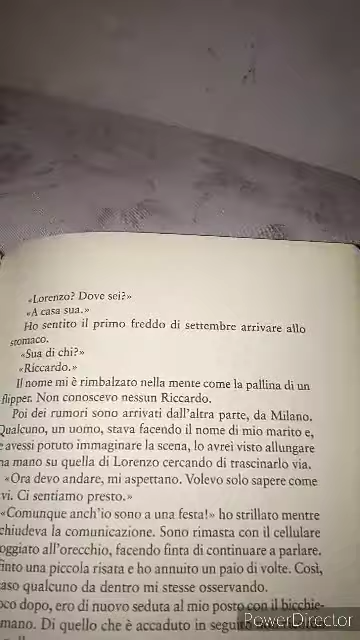 «Lorenzo? Dove sei?»
«A casa sua.»
Ho sentito il primo freddo di settembre arrivare allo
stomaco.
«Sua di chi?»
«Riccardo.»
Il nome mi è rimbalzato nella mente come la pallina di un
flipper. Non conoscevo nessun Riccardo.
Poi dei rumori sono arrivati dall'altra parte, da Milano.
Qualcuno, un uomo, stava facendo il nome di mio marito e,
e avessi potuto immaginare la scena, lo avrei visto allungare
na mano su quella di Lorenzo cercando di trascinarlo via.
«Ora devo andare, mi aspettano. Volevo solo sapere come
vi. Ci sentiamo presto.»
«Comunque anch'io sono a una festa!» ho strillato mentre
chiudeva la comunicazione. Sono rimasta con il cellulare
oggiato all'orecchio, facendo finta di continuare a parlare.
finto una piccola risata e ho annuito un paio di volte. Così,
aso qualcuno da dentro mi stesse osservando.
oco dopo, ero di nuovo seduta al mio posto con il bicchie-
mano. Di quello che è accaduto in seguito
PowerDirector